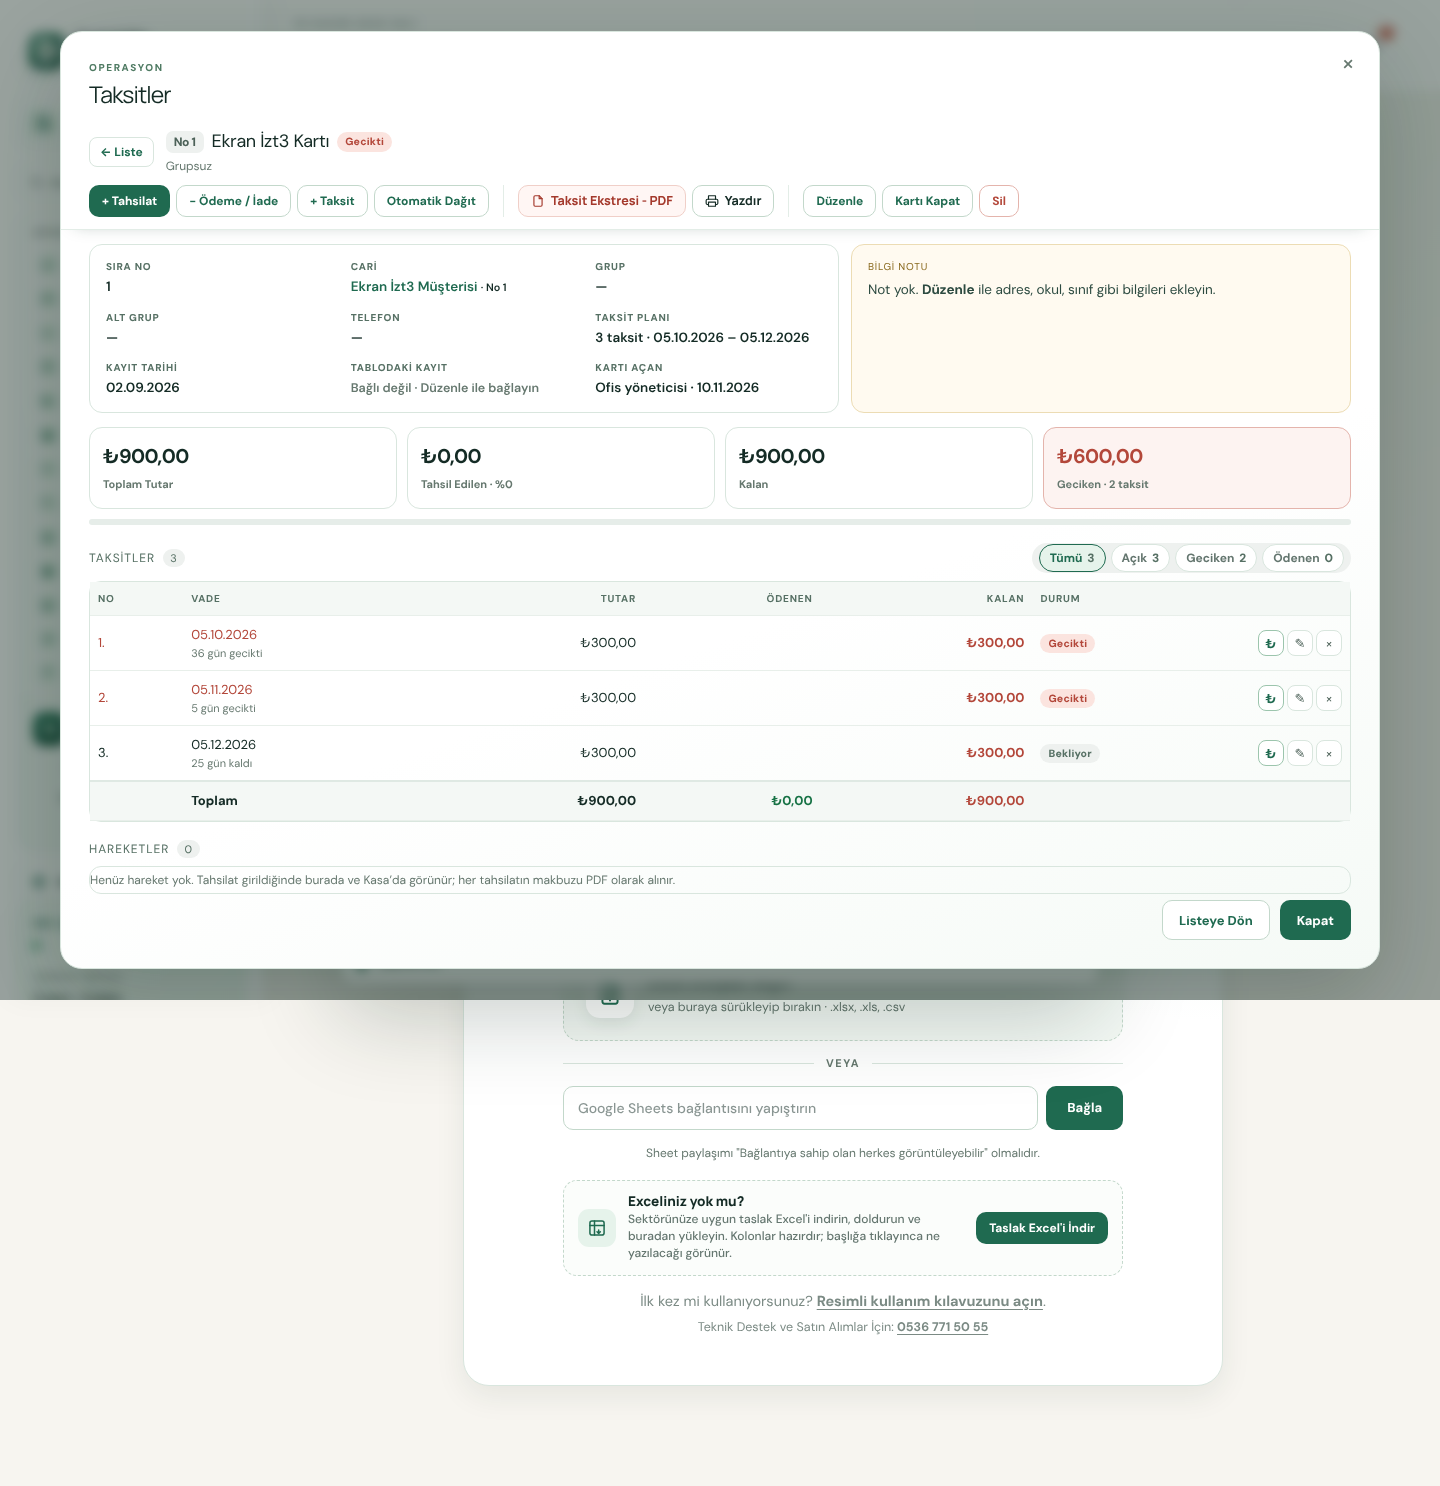 OPERASYON
Taksitler
×
← Liste
No 1 Ekran İzt3 Kartı Gecikti
Grupsuz
+ Tahsilat
− Ödeme / İade
+ Taksit
Otomatik Dağıt
Taksit Ekstresi - PDF
Yazdır
Düzenle
Kartı Kapat
Sil
SIRA NO
1
CARİ
Ekran İzt3 Müşterisi · No 1
GRUP
—
ALT GRUP
—
TELEFON
—
TAKSİT PLANI
3 taksit · 05.10.2026 – 05.12.2026
KAYIT TARİHİ
02.09.2026
TABLODAKİ KAYIT
Bağlı değil · Düzenle ile bağlayın
KARTI AÇAN
Ofis yöneticisi · 10.11.2026
BİLGİ NOTU
Not yok. Düzenle ile adres, okul, sınıf gibi bilgileri ekleyin.
₺900,00
Toplam Tutar
₺0,00
Tahsil Edilen · %0
₺900,00
Kalan
₺600,00
Geciken · 2 taksit
TAKSİTLER 3
Tümü 3
Açık 3
Geciken 2
Ödenen 0
NO VADE TUTAR ÖDENEN KALAN DURUM
1. 05.10.2026 ₺300,00 ₺300,00 Gecikti ₺ ✎ ×
36 gün gecikti
2. 05.11.2026 ₺300,00 ₺300,00 Gecikti ₺ ✎ ×
5 gün gecikti
3. 05.12.2026 ₺300,00 ₺300,00 Bekliyor ₺ ✎ ×
25 gün kaldı
Toplam ₺900,00 ₺0,00 ₺900,00
HAREKETLER 0
Henüz hareket yok. Tahsilat girildiğinde burada ve Kasa'da görünür; her tahsilatın makbuzu PDF olarak alınır.
Listeye Dön
Kapat
veya buraya sürükleyip bırakın · .xlsx, .xls, .csv
VEYA
Google Sheets bağlantısını yapıştırın
Bağla
Sheet paylaşımı "Bağlantıya sahip olan herkes görüntüleyebilir" olmalıdır.
Exceliniz yok mu?
Sektörünüze uygun taslak Excel'i indirin, doldurun ve
buradan yükleyin. Kolonlar hazırdır; başlığa tıklayınca ne
yazılacağı görünür.
Taslak Excel'i İndir
İlk kez mi kullanıyorsunuz? Resimli kullanım kılavuzunu açın.
Teknik Destek ve Satın Alımlar İçin: 0536 771 50 55